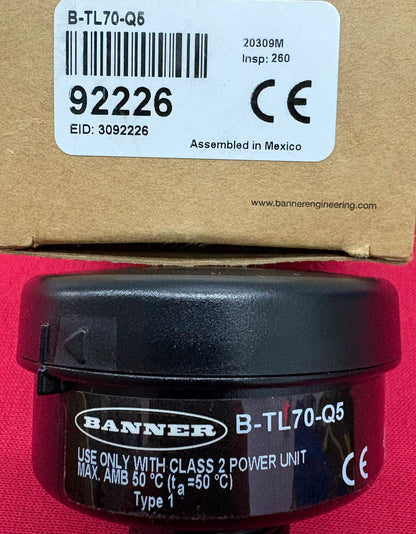 B-TL70-Q5
20309M
Insp: 260
92226
CE
EID: 3092226
Assembled in Mexico
www.bannerengineering.com
BANNER B-TL70-Q5
USE ONLY WITH CLASS 2 POWER UNIT
MAX. AMB 50 °C (ta=50 °C)
Type 1
CE